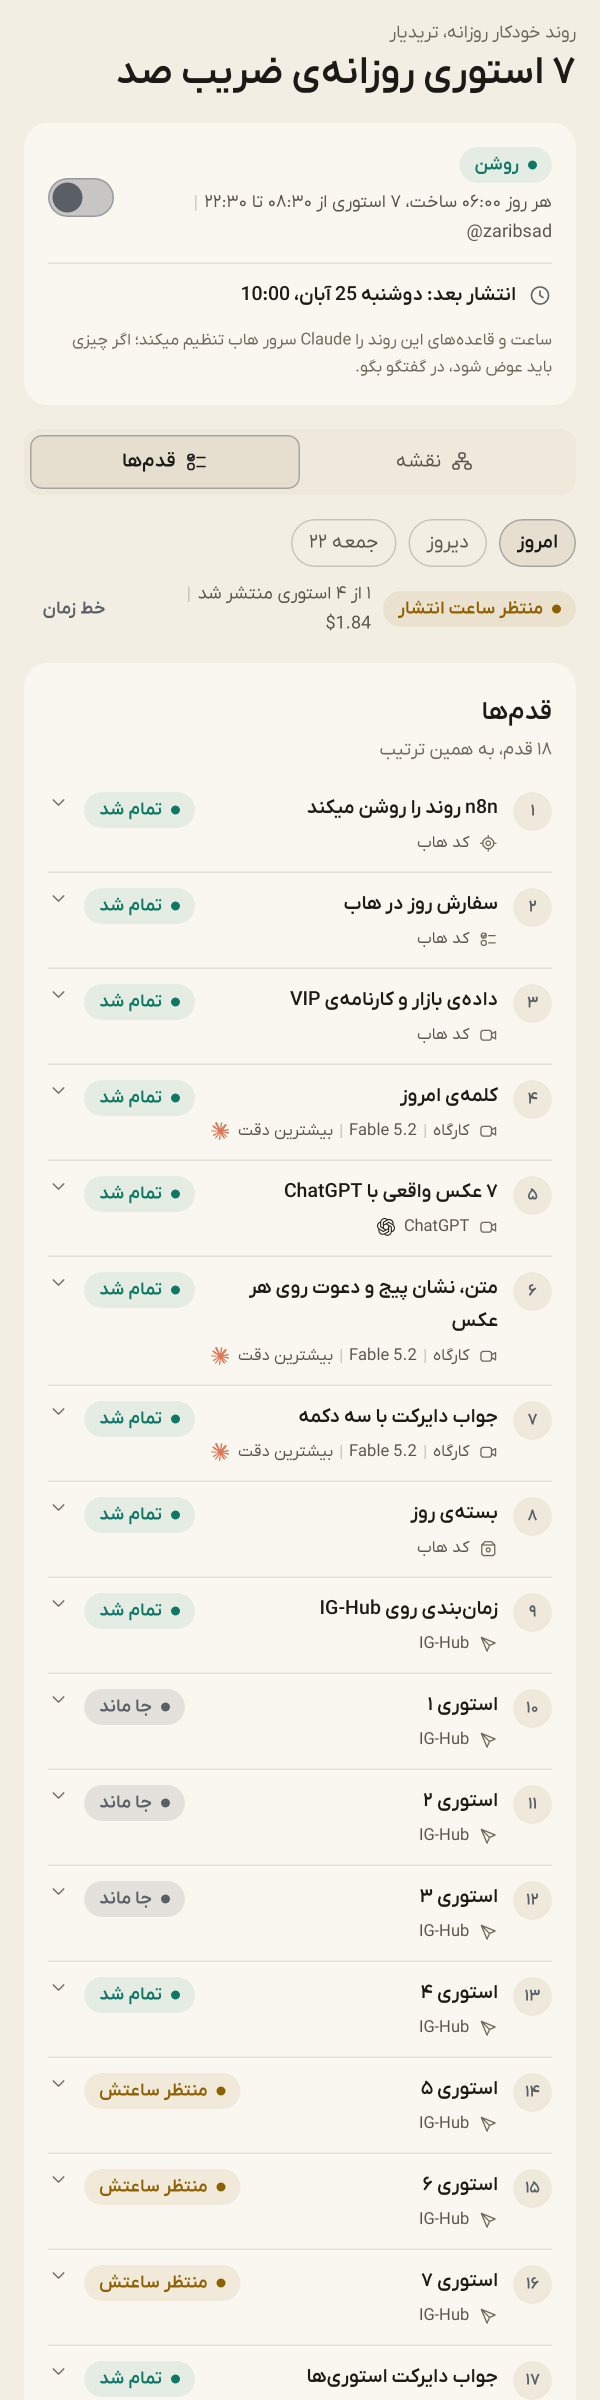 روند خودکار روزانه، تریدیار
۷ استوری روزانه‌ی ضریب صد
روشن
هر روز ۰۶:۰۰ ساخت، ۷ استوری از ۰۸:۳۰ تا ۲۲:۳۰ |
@zaribsad
انتشار بعد: دوشنبه 25 آبان، 10:00
ساعت و قاعده‌های این روند را Claude سرور هاب تنظیم میکند؛ اگر چیزی
باید عوض شود، در گفتگو بگو.
نقشه
قدم‌ها
امروز
دیروز
جمعه ۲۲
منتظر ساعت انتشار
۱ از ۴ استوری منتشر شد |
$1.84
خط زمان
قدم‌ها
۱۸ قدم، به همین ترتیب
۱
n8n روند را روشن میکند
تمام شد
کد هاب
۲
سفارش روز در هاب
تمام شد
کد هاب
۳
داده‌ی بازار و کارنامه‌ی VIP
تمام شد
کد هاب
۴
کلمه‌ی امروز
تمام شد
کارگاه | Fable 5.2 | بیشترین دقت
۵
۷ عکس واقعی با ChatGPT
تمام شد
ChatGPT
۶
متن، نشان پیج و دعوت روی هر
عکس
تمام شد
کارگاه | Fable 5.2 | بیشترین دقت
۷
جواب دایرکت با سه دکمه
تمام شد
کارگاه | Fable 5.2 | بیشترین دقت
۸
بسته‌ی روز
تمام شد
کد هاب
۹
زمان‌بندی روی IG-Hub
تمام شد
IG-Hub
۱۰
استوری ۱
جا ماند
IG-Hub
۱۱
استوری ۲
جا ماند
IG-Hub
۱۲
استوری ۳
جا ماند
IG-Hub
۱۳
استوری ۴
تمام شد
IG-Hub
۱۴
استوری ۵
منتظر ساعتش
IG-Hub
۱۵
استوری ۶
منتظر ساعتش
IG-Hub
۱۶
استوری ۷
منتظر ساعتش
IG-Hub
۱۷
جواب دایرکت استوری‌ها
تمام شد